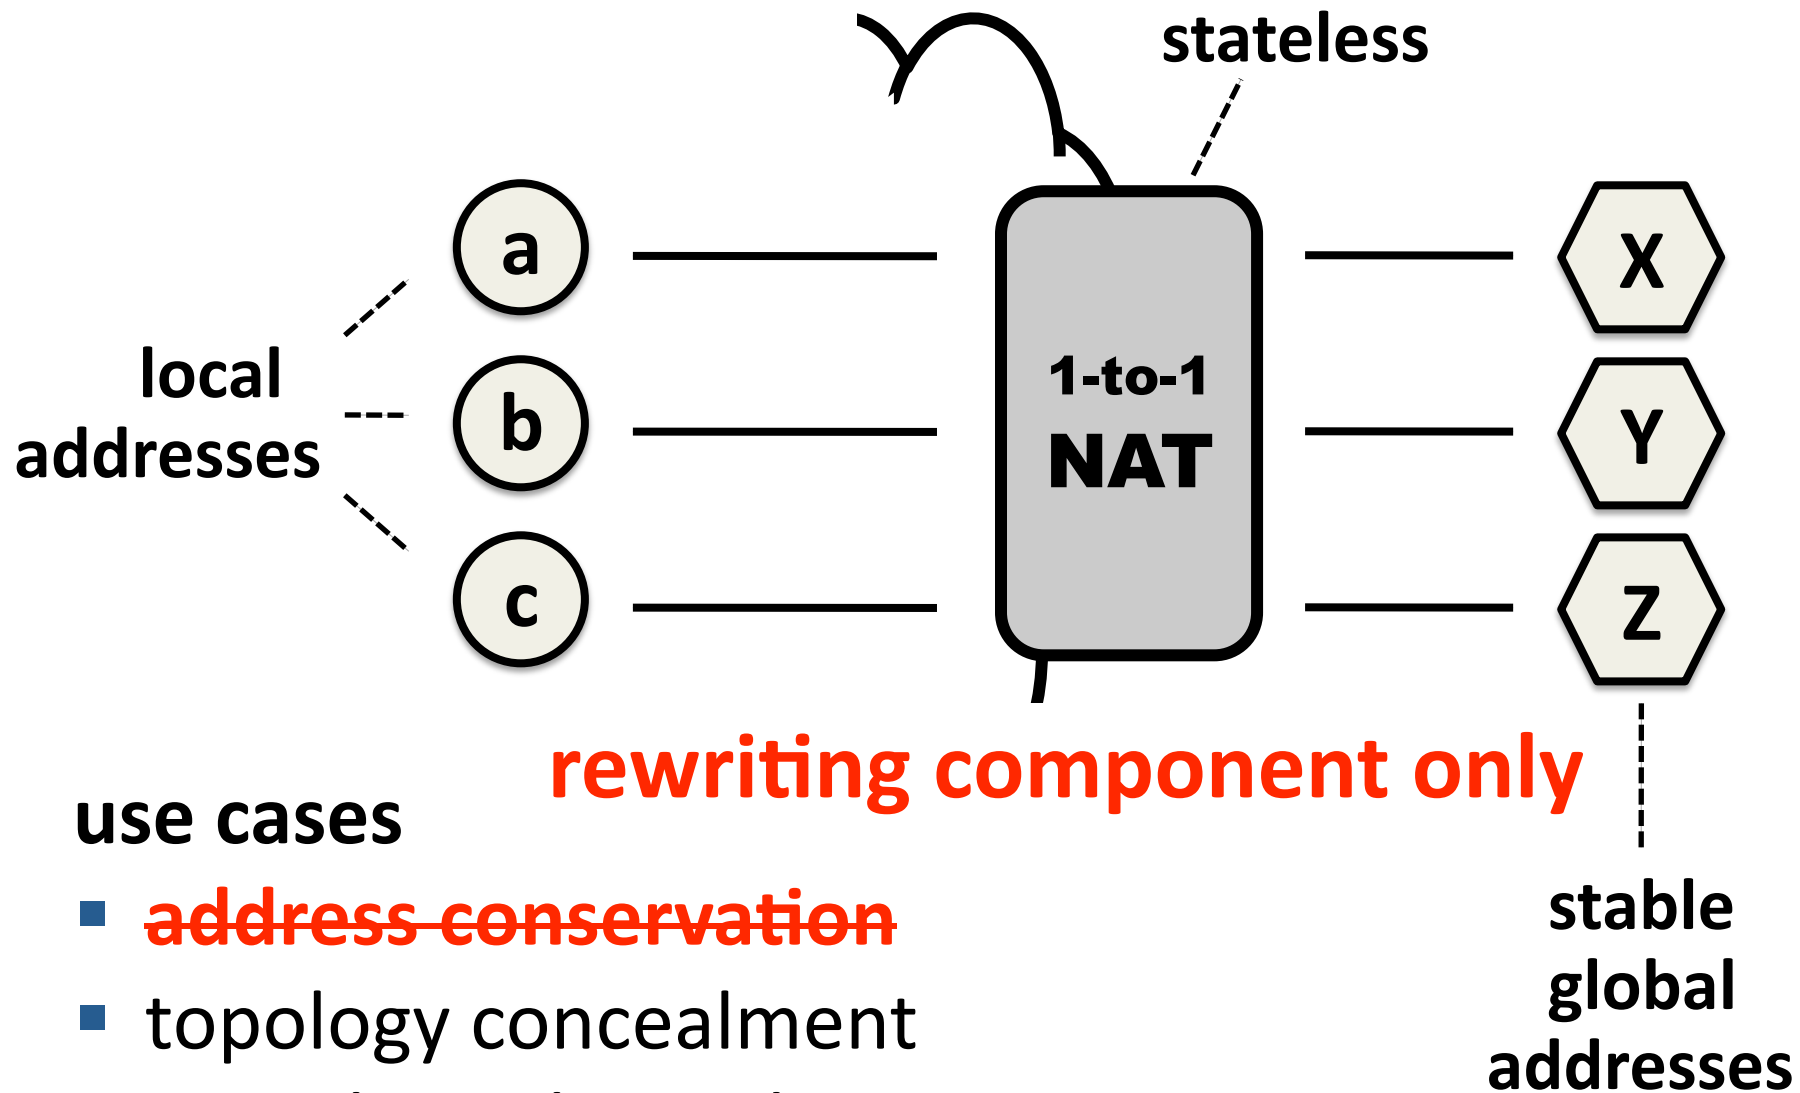 stateless
a
X
local
addresses
b
1-to-1
NAT
Y
c
Z
rewriting component only
use cases
address conservation
topology concealment
stable
global
addresses